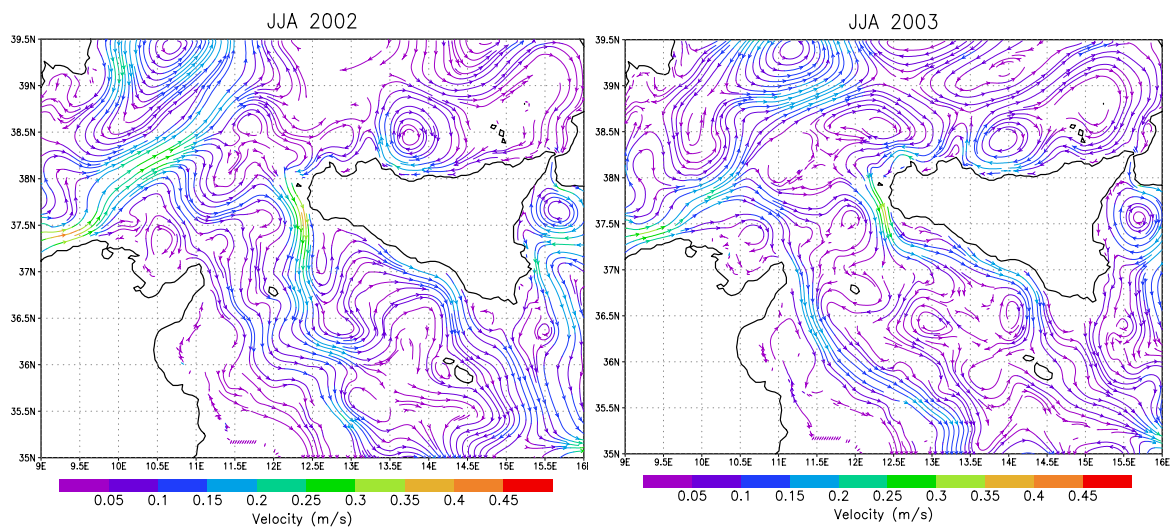 JJA 2002
39.5N
39N
38.5N
38N
37.5N
37N
36.5N
36N
35.5N
35N
9E 9.5E 10E 10.5E 11E 11.5E 12E 12.5E 13E 13.5E 14E 14.5E 15E 15.5E 16E
0.05 0.1 0.15 0.2 0.25 0.3 0.35 0.4 0.45
Velocity (m/s)
JJA 2003
39.5N
39N
38.5N
38N
37.5N
37N
36.5N
36N
35.5N
35N
9E 9.5E 10E 10.5E 11E 11.5E 12E 12.5E 13E 13.5E 14E 14.5E 15E 15.5E 16E
0.05 0.1 0.15 0.2 0.25 0.3 0.35 0.4 0.45
Velocity (m/s)